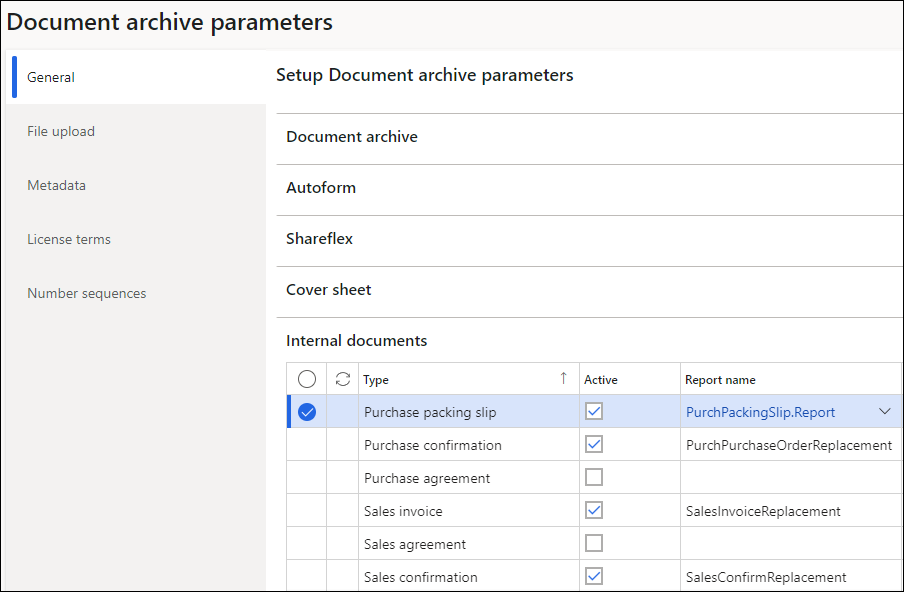 Document archive parameters
General
File upload
Metadata
License terms
Number sequences
Setup Document archive parameters
Document archive
Autoform
Shareflex
Cover sheet
Internal documents
Type Active Report name
Purchase packing slip PurchPackingSlip.Report
Purchase confirmation PurchPurchaseOrderReplacement
Purchase agreement
Sales invoice SalesInvoiceReplacement
Sales agreement
Sales confirmation SalesConfirmReplacement